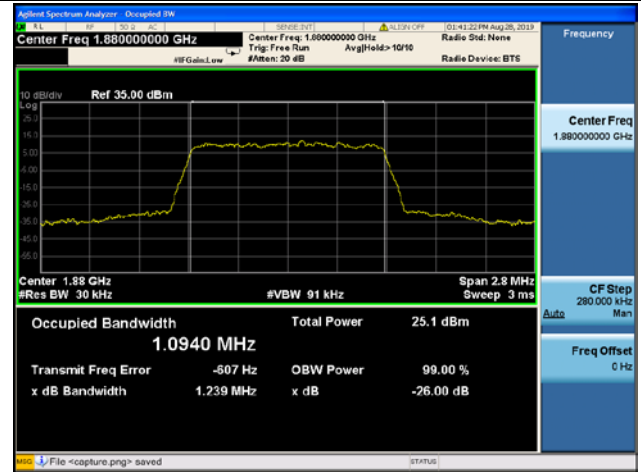 Agilent Spectrum Analyzer Occupied BW
RL RF 50 Ω AC SENSE:INT ALIGN OFF 01:41:22 PM Aug 28, 2019
Center Freq 1.880000000 GHz Center Freq: 1.880000000 GHz Radio Std: None Frequency
Trig: Free Run Avg|Hold:> 10/10
#IFGain:Low #Atten: 20 dB Radio Device: BTS
10 dB/div Ref 35.00 dBm
Log
25.0
15.0
5.00
-5.00
-15.0
-25.0
-35.0
-45.0
-55.0
Center Freq
1.880000000 GHz
Center 1.88 GHz Span 2.8 MHz
#Res BW 30 kHz #VBW 91 kHz Sweep 3 ms
CF Step
280.000 kHz
Auto Man
Occupied Bandwidth Total Power 25.1 dBm
1.0940 MHz
Freq Offset
0 Hz
Transmit Freq Error -607 Hz OBW Power 99.00 %
x dB Bandwidth 1.239 MHz x dB -26.00 dB
MSG File <capture.png> saved STATUS